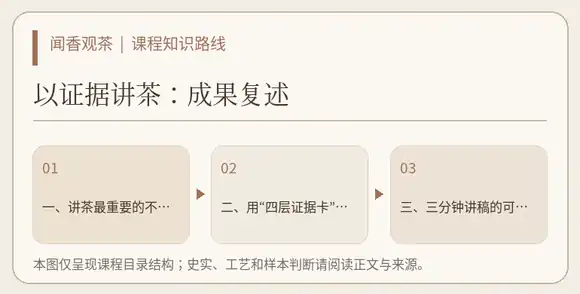 闻香观茶｜课程知识路线
以证据讲茶：成果复述
01
一、讲茶最重要的不…
02
二、用“四层证据卡”…
03
三、三分钟讲稿的可…
本图仅呈现课程目录结构；史实、工艺和样本判断请阅读正文与来源。